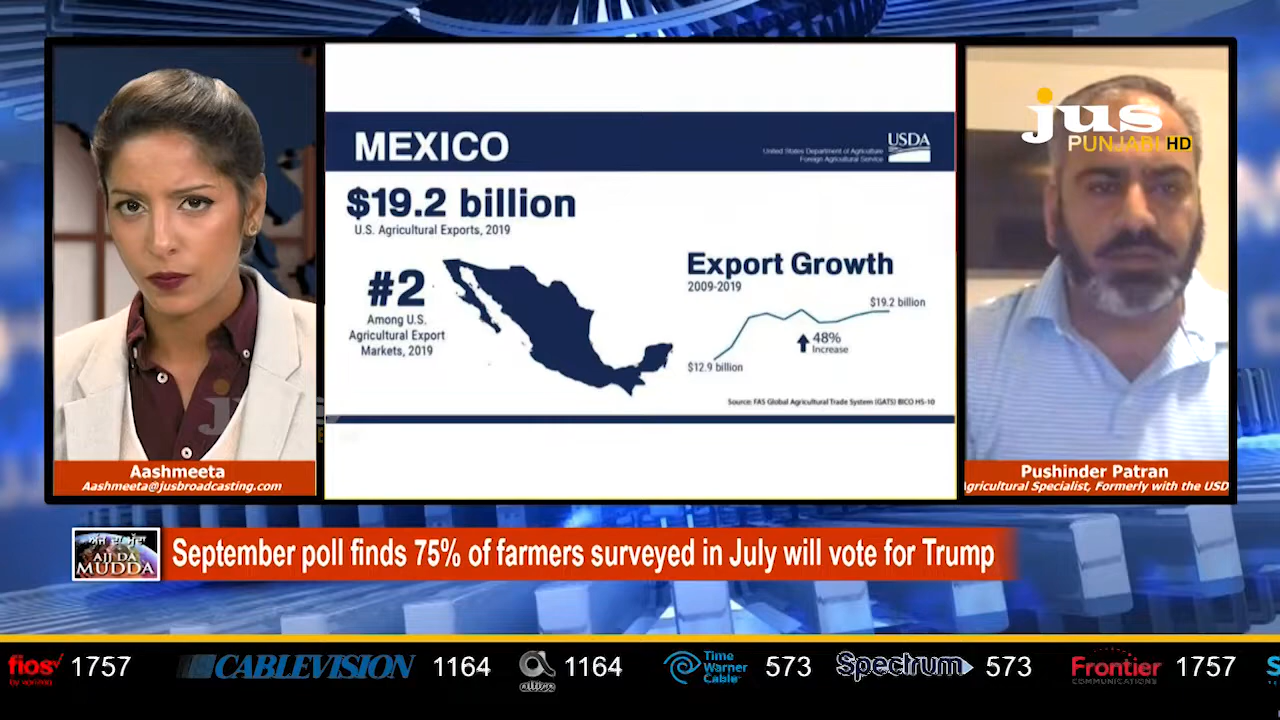 jus
PUNJABI HD
MEXICO
United States Department of Agriculture
Foreign Agricultural Service
USDA
$19.2 billion
U.S. Agricultural Exports, 2019
#2
Among U.S.
Agricultural Export
Markets, 2019
Export Growth
2009-2019
$19.2 billion
48%
Increase
$12.9 billion
Source: FAS Global Agricultural Trade System (GATS) BICO HS-10
jus
Aashmeeta
Aashmeeta@jusbroadcasting.com
Pushinder Patran
gricultural Specialist, Formerly with the USD
ਅੱਜ ਦਾ ਮੁੱਦਾ
AJJ DA
MUDDA
September poll finds 75% of farmers surveyed in July will vote for Trump
fios 1757 CABLEVISION 1164 altice 1164 Time Warner Cable 573 Spectrum 573 Frontier 1757 S
by verizon
COMMUNICATIONS